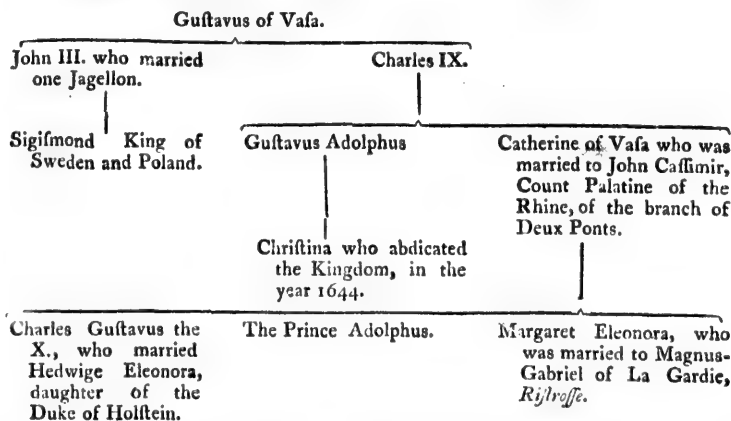 Guſtavus of Vaſa.
John III. who married
one Jagellon.
Charles IX.
Sigiſmond King of
Sweden and Poland.
Guſtavus Adolphus
Catherine of Vaſa who was
married to John Caſſimir,
Count Palatine of the
Rhine, of the branch of
Deux Ponts.
Chriſtina who abdicated
the Kingdom, in the
year 1644.
Charles Guſtavus the
X., who married
Hedwige Eleonora,
daughter of the
Duke of Holſtein.
The Prince Adolphus.
Margaret Eleonora, who
was married to Magnus-
Gabriel of La Gardie,
Riſtroſſe.